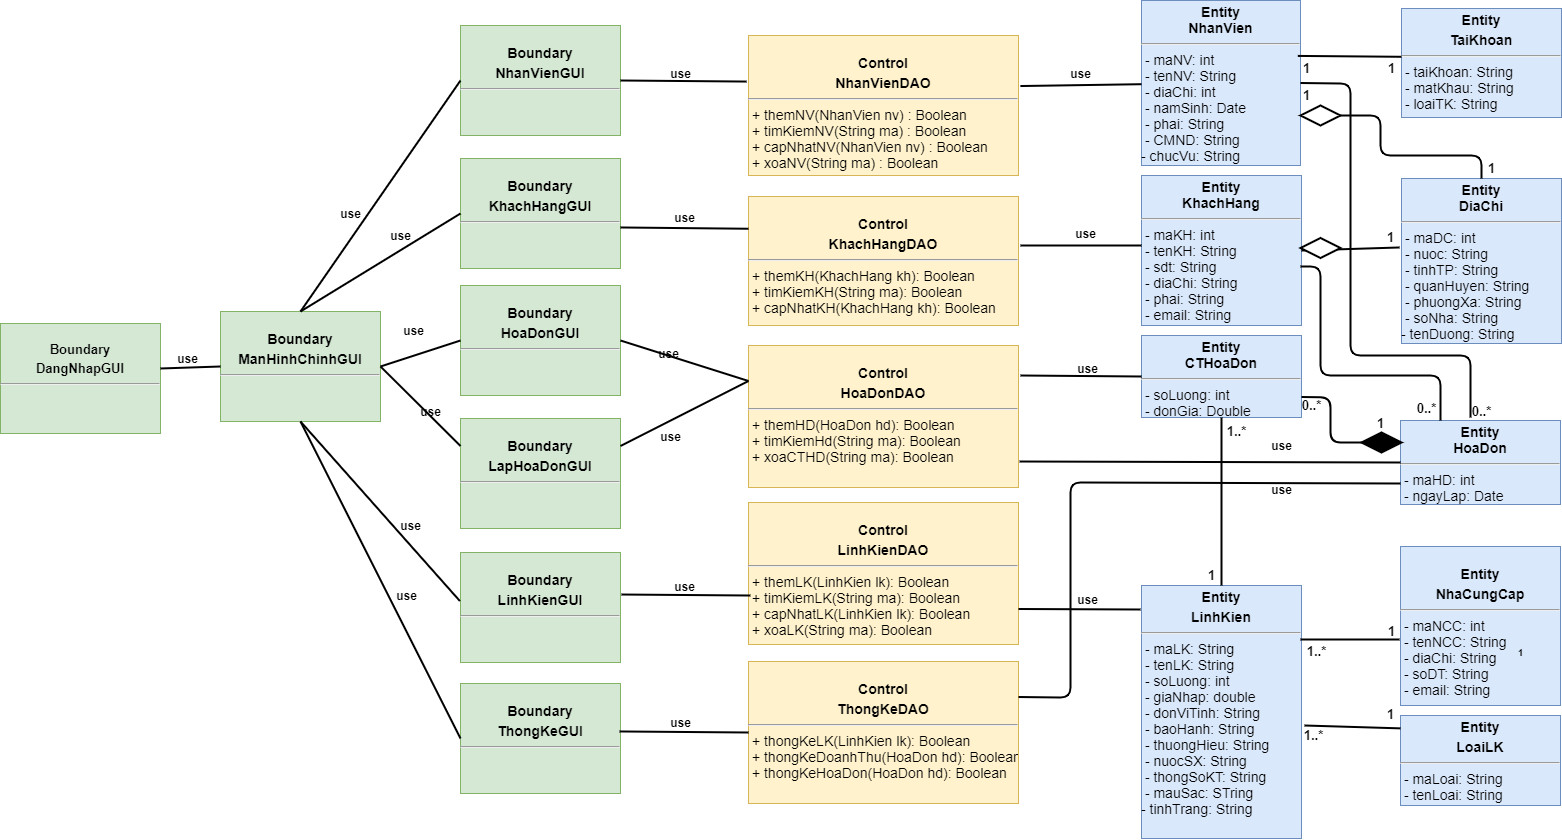 Boundary
DangNhapGUI
use
Boundary
ManHinhChinhGUI
use
use
use
use
use
use
Boundary
NhanVienGUI
Boundary
KhachHangGUI
Boundary
HoaDonGUI
Boundary
LapHoaDonGUI
Boundary
LinhKienGUI
Boundary
ThongKeGUI
use
use
use
use
use
use
Control
NhanVienDAO
+ themNV(NhanVien nv) : Boolean
+ timKiemNV(String ma) : Boolean
+ capNhatNV(NhanVien nv) : Boolean
+ xoaNV(String ma) : Boolean
Control
KhachHangDAO
+ themKH(KhachHang kh): Boolean
+ timKiemKH(String ma): Boolean
+ capNhatKH(KhachHang kh): Boolean
Control
HoaDonDAO
+ themHD(HoaDon hd): Boolean
+ timKiemHd(String ma): Boolean
+ xoaCTHD(String ma): Boolean
Control
LinhKienDAO
+ themLK(LinhKien lk): Boolean
+ timKiemLK(String ma): Boolean
+ capNhatLK(LinhKien lk): Boolean
+ xoaLK(String ma): Boolean
Control
ThongKeDAO
+ thongKeLK(LinhKien lk): Boolean
+ thongKeDoanhThu(HoaDon hd): Boolean
+ thongKeHoaDon(HoaDon hd): Boolean
use
use
use
use
use
use
Entity
NhanVien
- maNV: int
- tenNV: String
- diaChi: int
- namSinh: Date
- phai: String
- CMND: String
- chucVu: String
Entity
KhachHang
- maKH: int
- tenKH: String
- sdt: String
- diaChi: String
- phai: String
- email: String
Entity
CTHoaDon
- soLuong: int
- donGia: Double
1..*
1
Entity
LinhKien
- maLK: String
- tenLK: String
- soLuong: int
- giaNhap: double
- donViTinh: String
- baoHanh: String
- thuongHieu: String
- nuocSX: String
- thongSoKT: String
- mauSac: STring
- tinhTrang: String
1
1
1
1
1
0..*
0..*
0..*
1
1..*
1
1..*
1
Entity
TaiKhoan
- taiKhoan: String
- matKhau: String
- loaiTK: String
Entity
DiaChi
- maDC: int
- nuoc: String
- tinhTP: String
- quanHuyen: String
- phuongXa: String
- soNha: String
- tenDuong: String
Entity
HoaDon
- maHD: int
- ngayLap: Date
Entity
NhaCungCap
- maNCC: int
- tenNCC: String
- diaChi: String
1
- soDT: String
- email: String
Entity
LoaiLK
- maLoai: String
- tenLoai: String